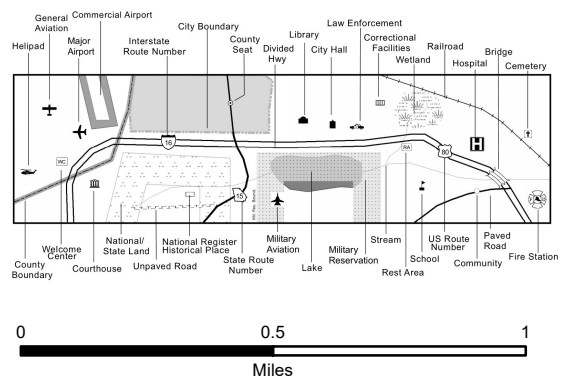 General Aviation
Commercial Airport
Helipad
Major Airport
Interstate Route Number
City Boundary
County Seat
Divided Hwy
Library
City Hall
Law Enforcement
Correctional Facilities
Wetland
Railroad
Hospital
Bridge
Cemetery
16
WC
RA
80
H
15
Mil. Res. Bound.
County Boundary
Welcome Center
Courthouse
National/ State Land
Unpaved Road
National Register Historical Place
State Route Number
Military Aviation
Lake
Military Reservation
Stream
Rest Area
School
US Route Number
Community
Paved Road
Fire Station
0 0.5 1
Miles